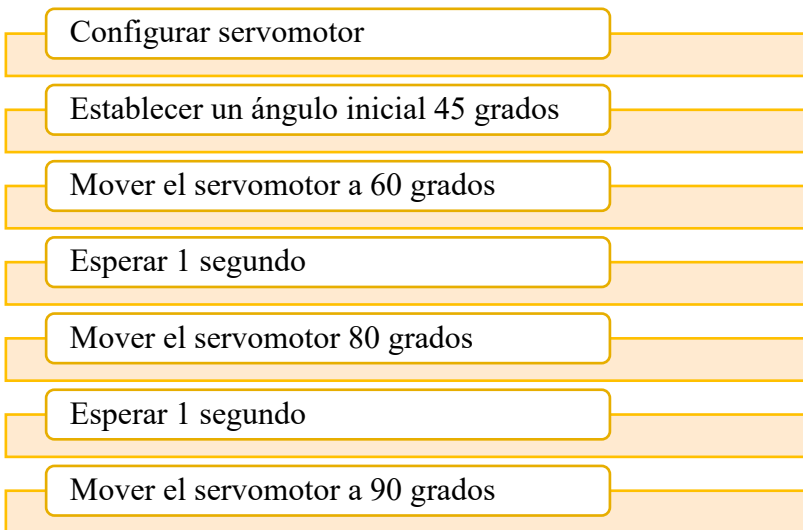 Configurar servomotor
Establecer un ángulo inicial 45 grados
Mover el servomotor a 60 grados
Esperar 1 segundo
Mover el servomotor 80 grados
Esperar 1 segundo
Mover el servomotor a 90 grados